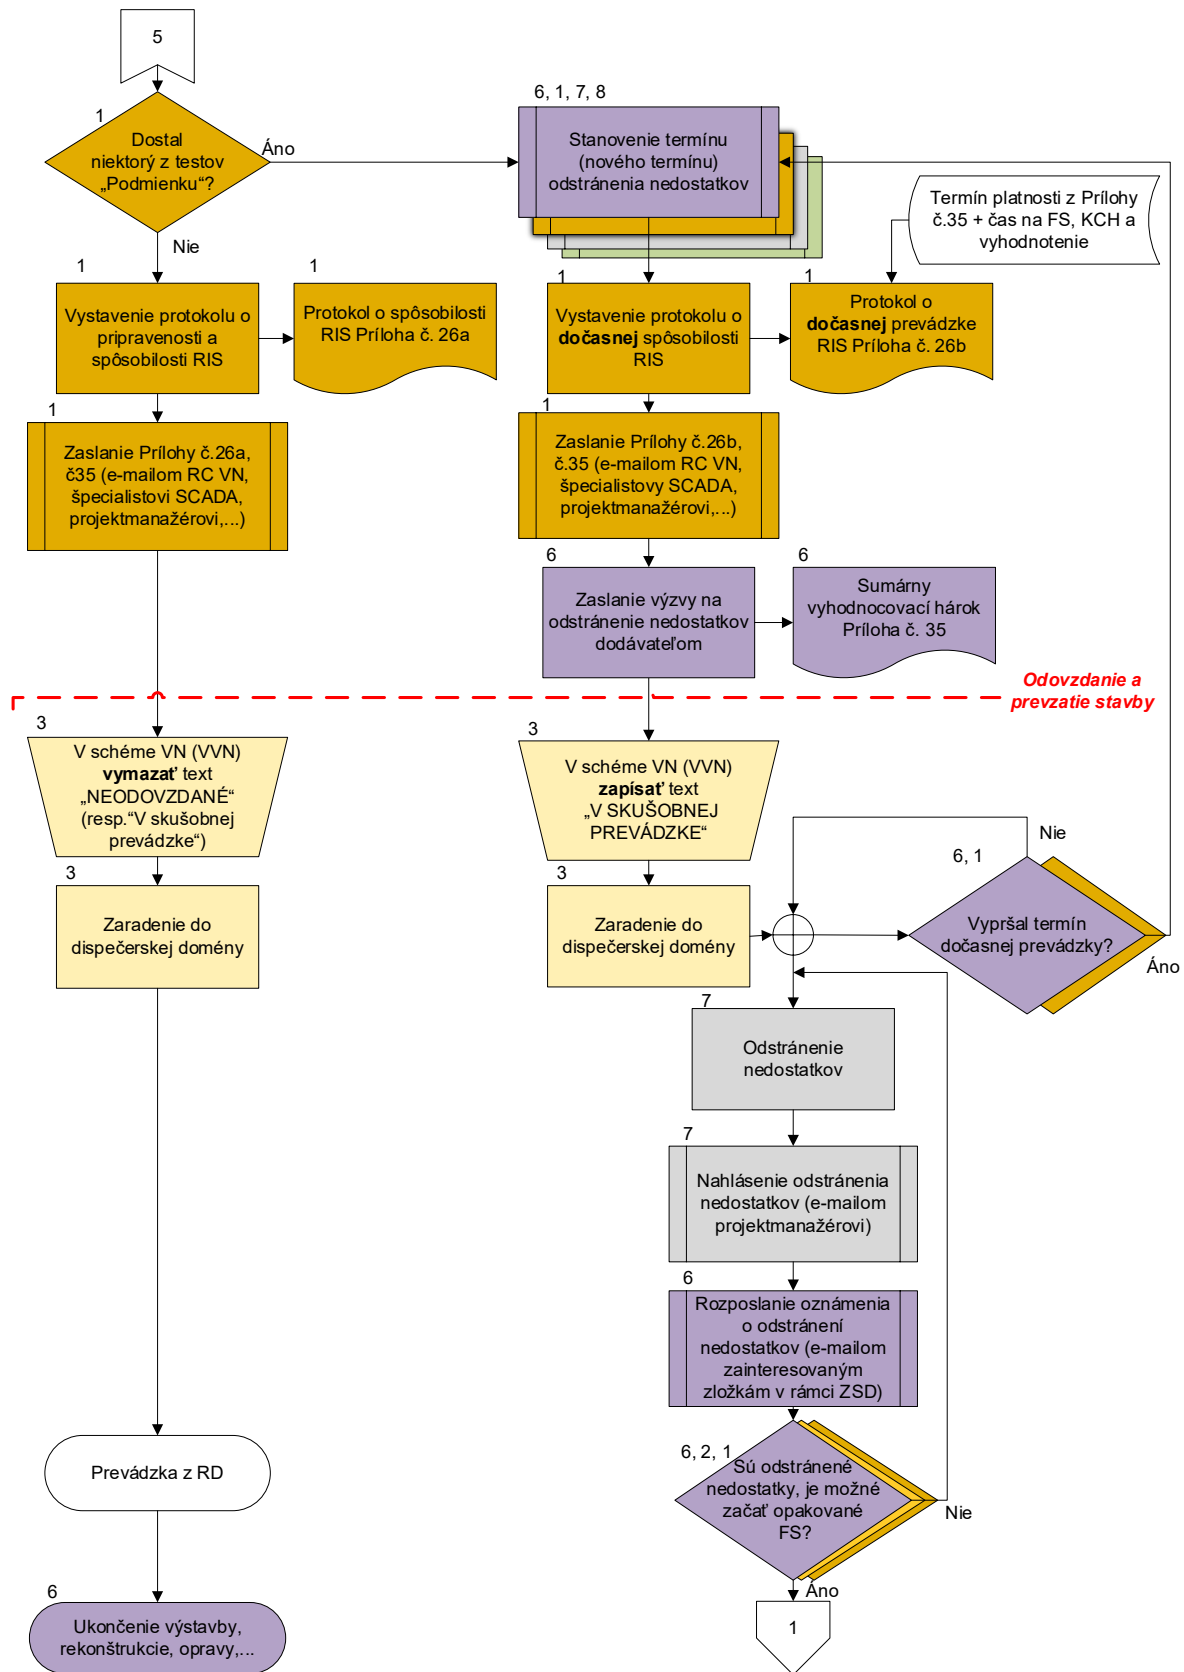 5
1
Dostal
niektorý z testov
„Podmienku“?
Áno
Nie
6, 1, 7, 8
Stanovenie termínu
(nového termínu)
odstránenia nedostatkov
Termín platnosti z Prílohy
č.35 + čas na FS, KCH a
vyhodnotenie
1
Vystavenie protokolu o
pripravenosti a
spôsobilosti RIS
1
Protokol o spôsobilosti
RIS Príloha č. 26a
1
Vystavenie protokolu o
dočasnej spôsobilosti
RIS
1
Protokol o
dočasnej prevádzke
RIS Príloha č. 26b
1
Zaslanie Prílohy č.26a,
č35 (e-mailom RC VN,
špecialistovi SCADA,
projektmanažérovi,...)
1
Zaslanie Prílohy č.26b,
č.35 (e-mailom RC VN,
špecialistovy SCADA,
projektmanažérovi,...)
6
Zaslanie výzvy na
odstránenie nedostatkov
dodávateľom
6
Sumárny
vyhodnocovací hárok
Príloha č. 35
Odovzdanie a
prevzatie stavby
3
V schéme VN (VVN)
vymazať text
„NEODOVZDANÉ“
(resp.“V skušobnej
prevádzke“)
3
V schéme VN (VVN)
zapísať text
„V SKUŠOBNEJ
PREVÁDZKE“
3
Zaradenie do
dispečerskej domény
3
Zaradenie do
dispečerskej domény
Nie
6, 1
Vypršal termín
dočasnej prevádzky?
Áno
7
Odstránenie
nedostatkov
7
Nahlásenie odstránenia
nedostatkov (e-mailom
projektmanažérovi)
6
Rozposlanie oznámenia
o odstránení
nedostatkov (e-mailom
zainteresovaným
zložkám v rámci ZSD)
6, 2, 1
Sú odstránené
nedostatky, je možné
začať opakované
FS?
Nie
Áno
1
Prevádzka z RD
6
Ukončenie výstavby,
rekonštrukcie, opravy,...